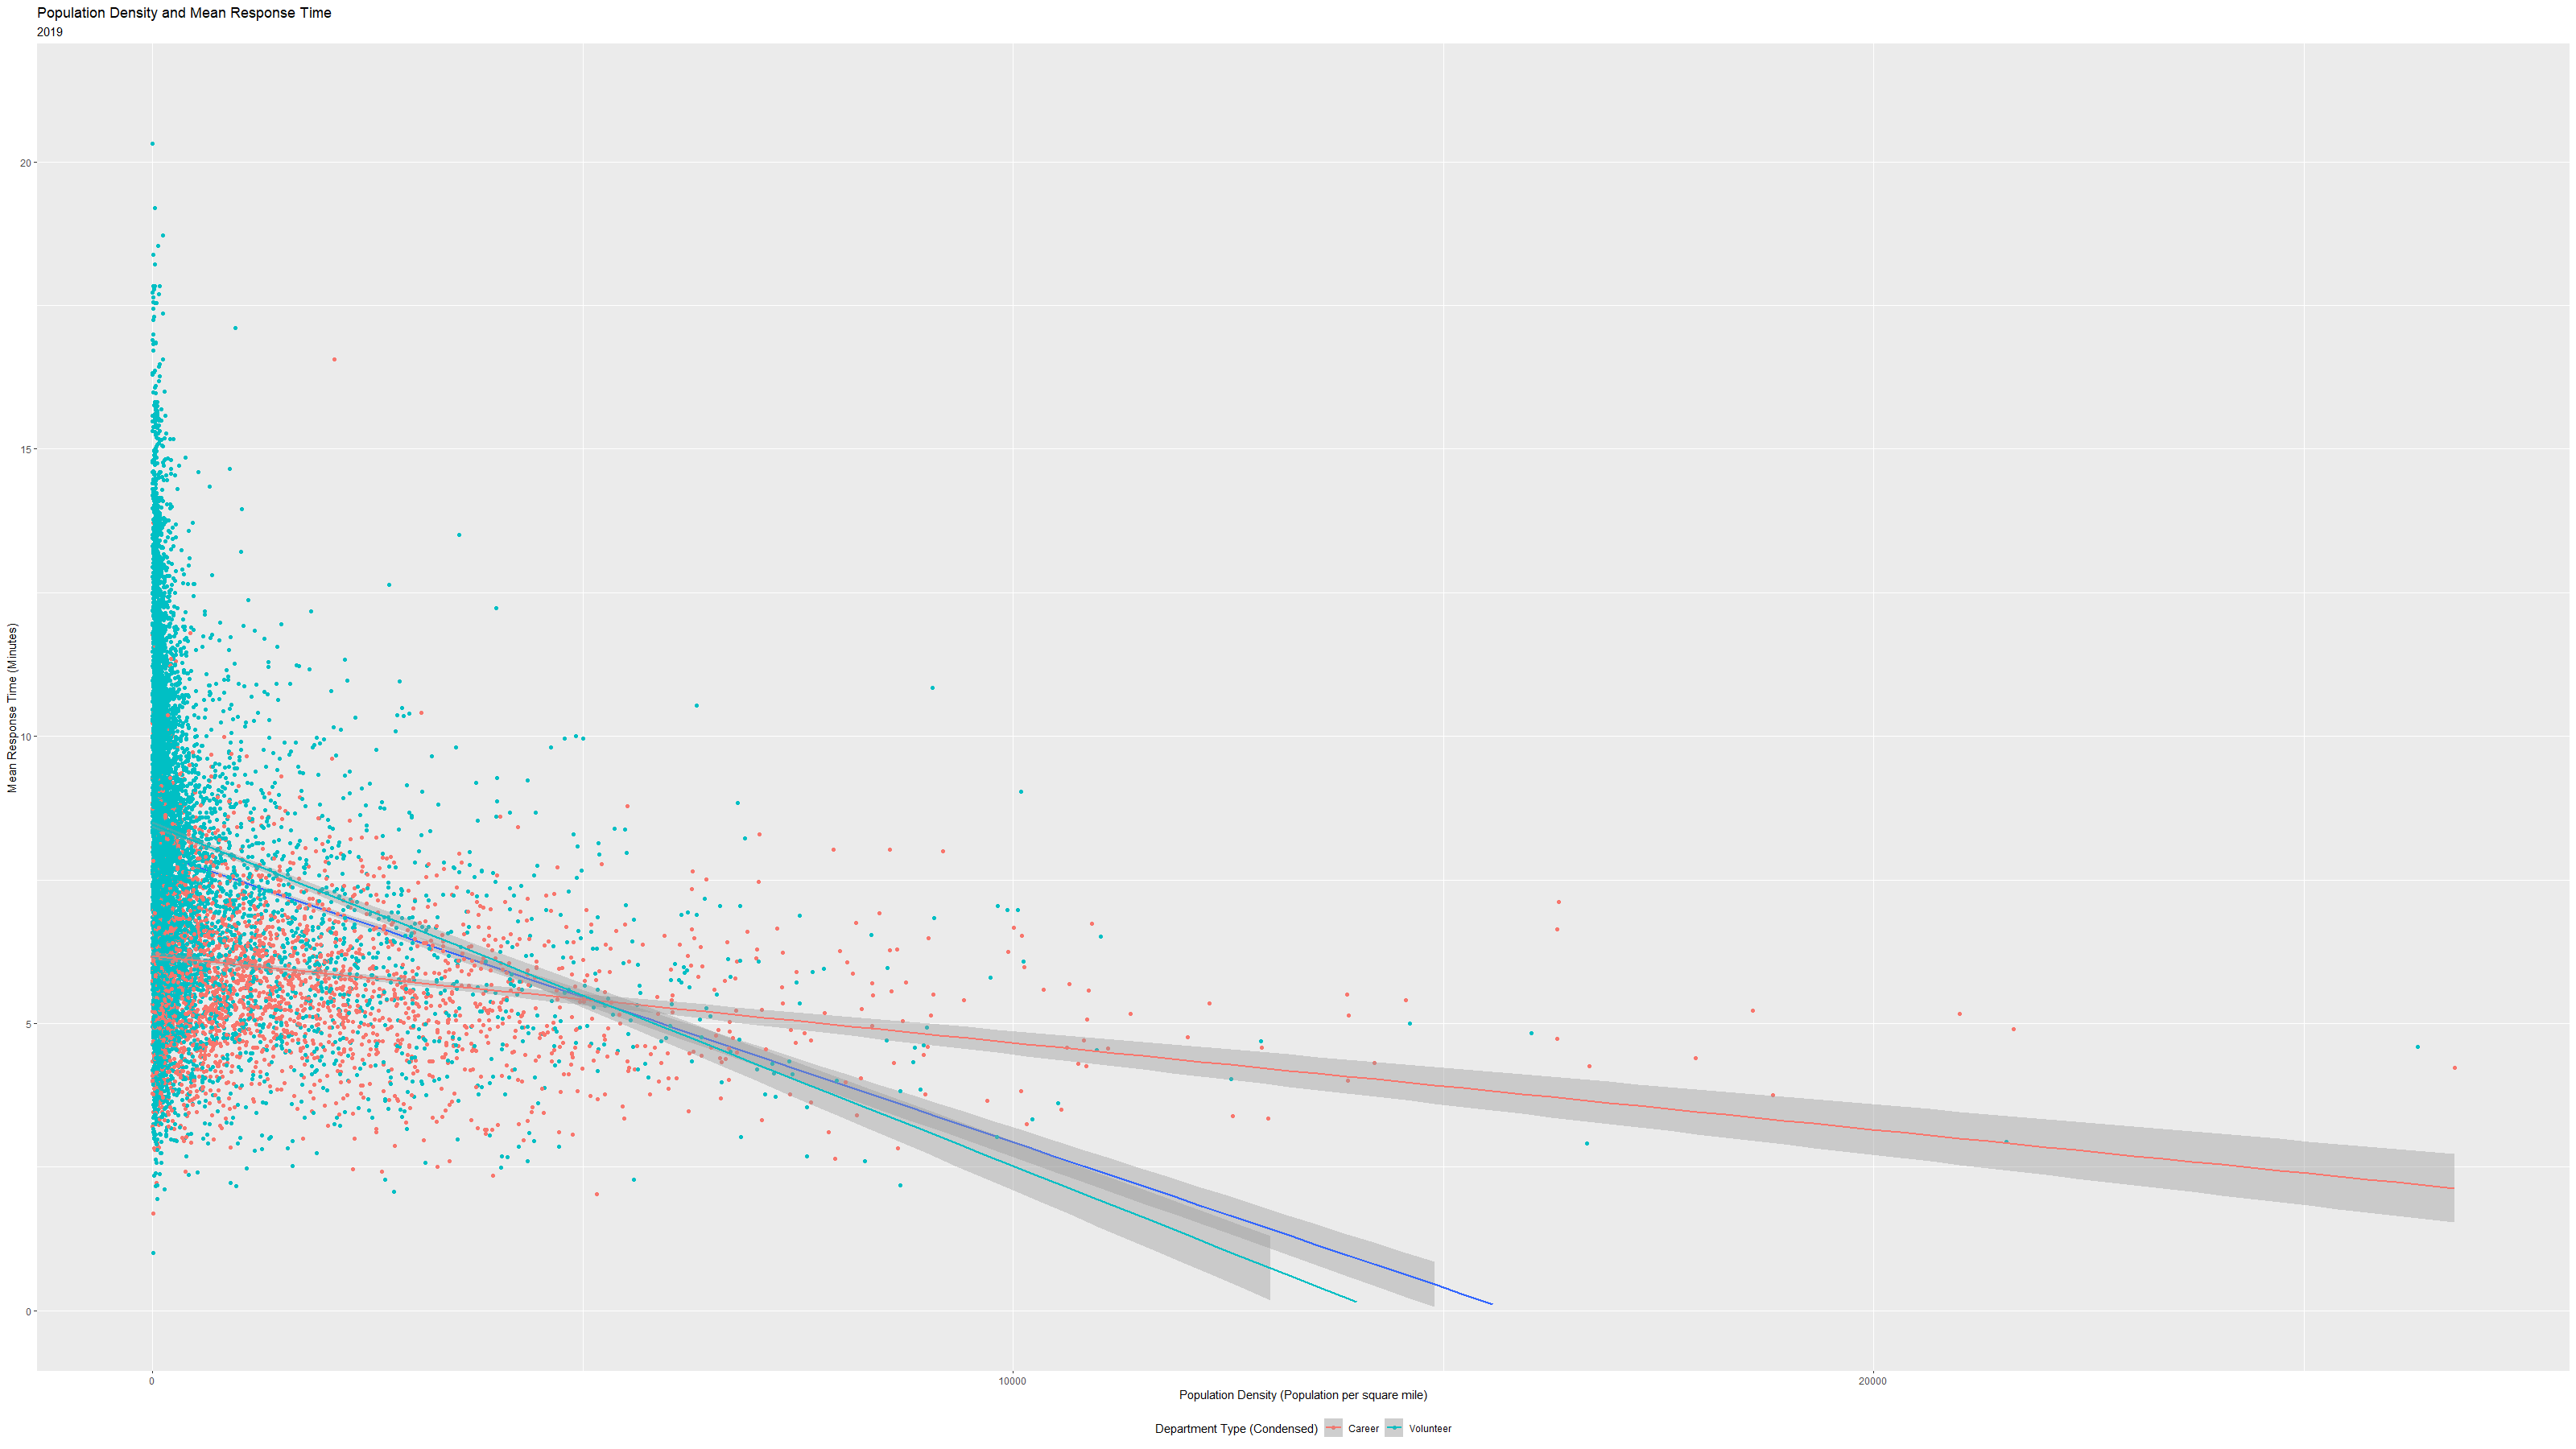 Population Density and Mean Response Time
2019
20
15
10
5
0
Mean Response Time (Minutes)
0 10000 20000
Population Density (Population per square mile)
Department Type (Condensed) Career Volunteer